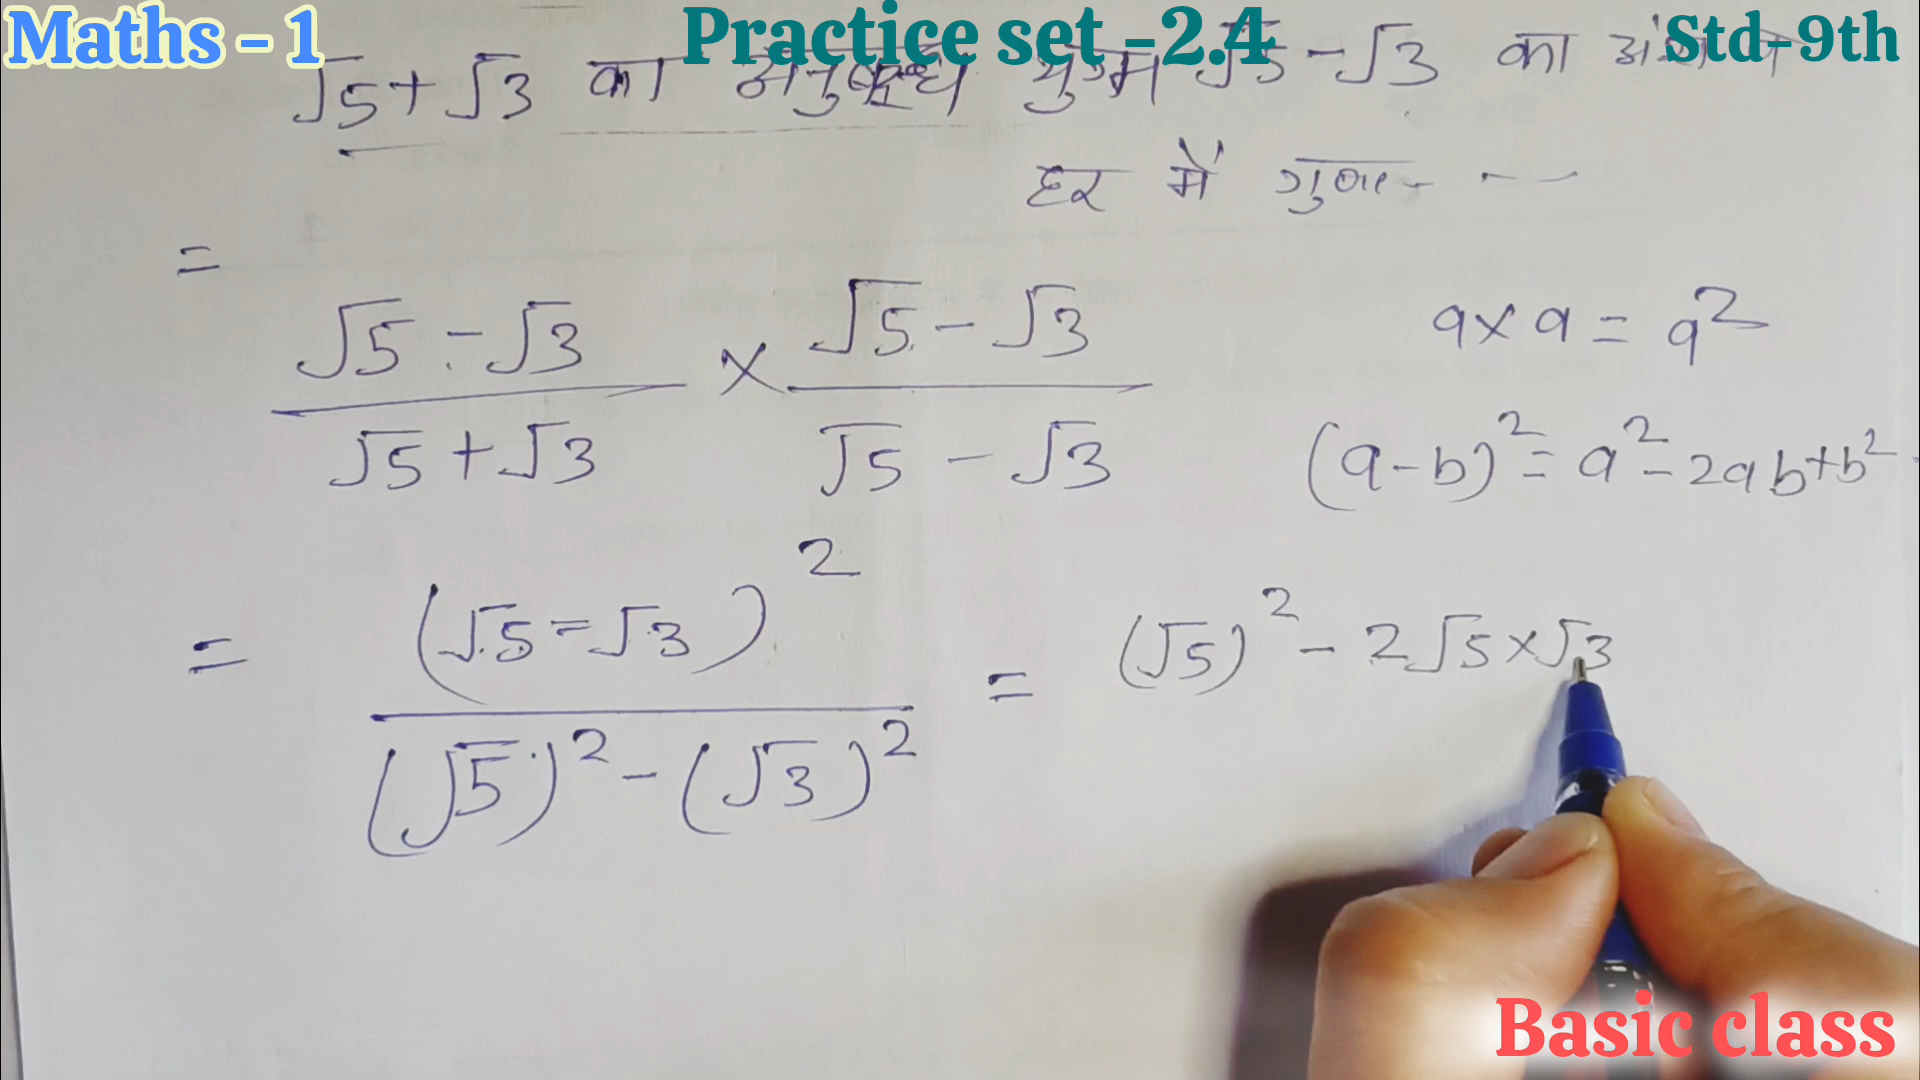 Maths - 1
Practice set -2.4
Std-9th
√5+√3 का अनुबन्ध युग्म √5-√3 का अंश व
हर में गुणा-
=
√5-√3 / √5+√3 × √5-√3 / √5-√3
a×a=a²
(a-b)²=a²-2ab+b²
= (√5-√3)² / (√5)²-(√3)² = (√5)²-2√5×√3
Basic class